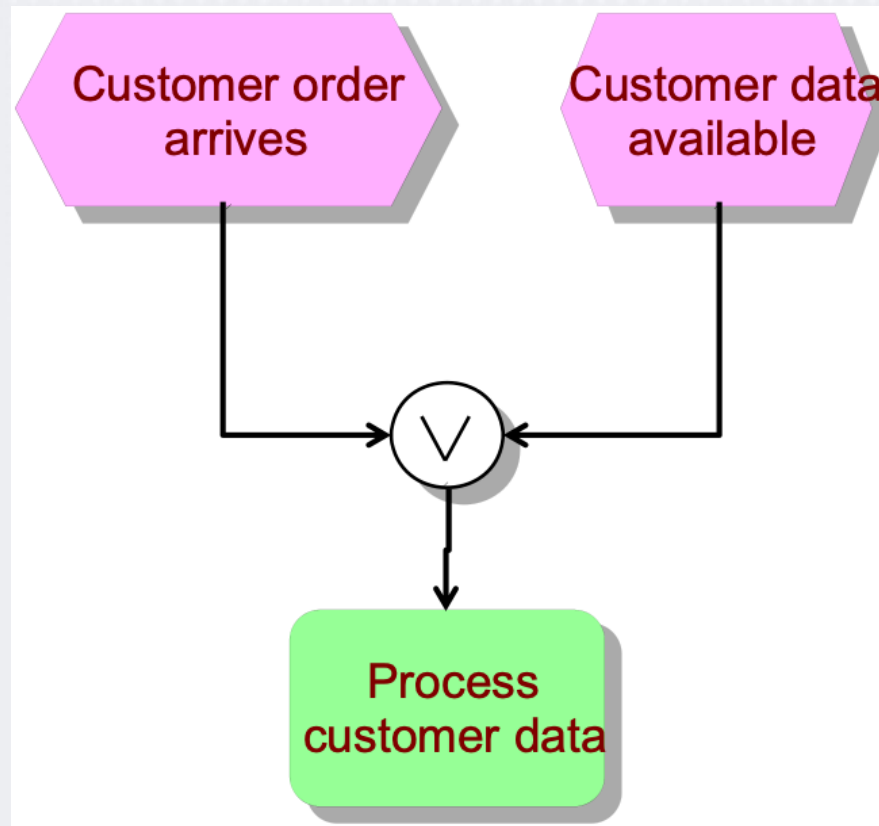 Customer order
arrives
Customer data
available
V
Process
customer data